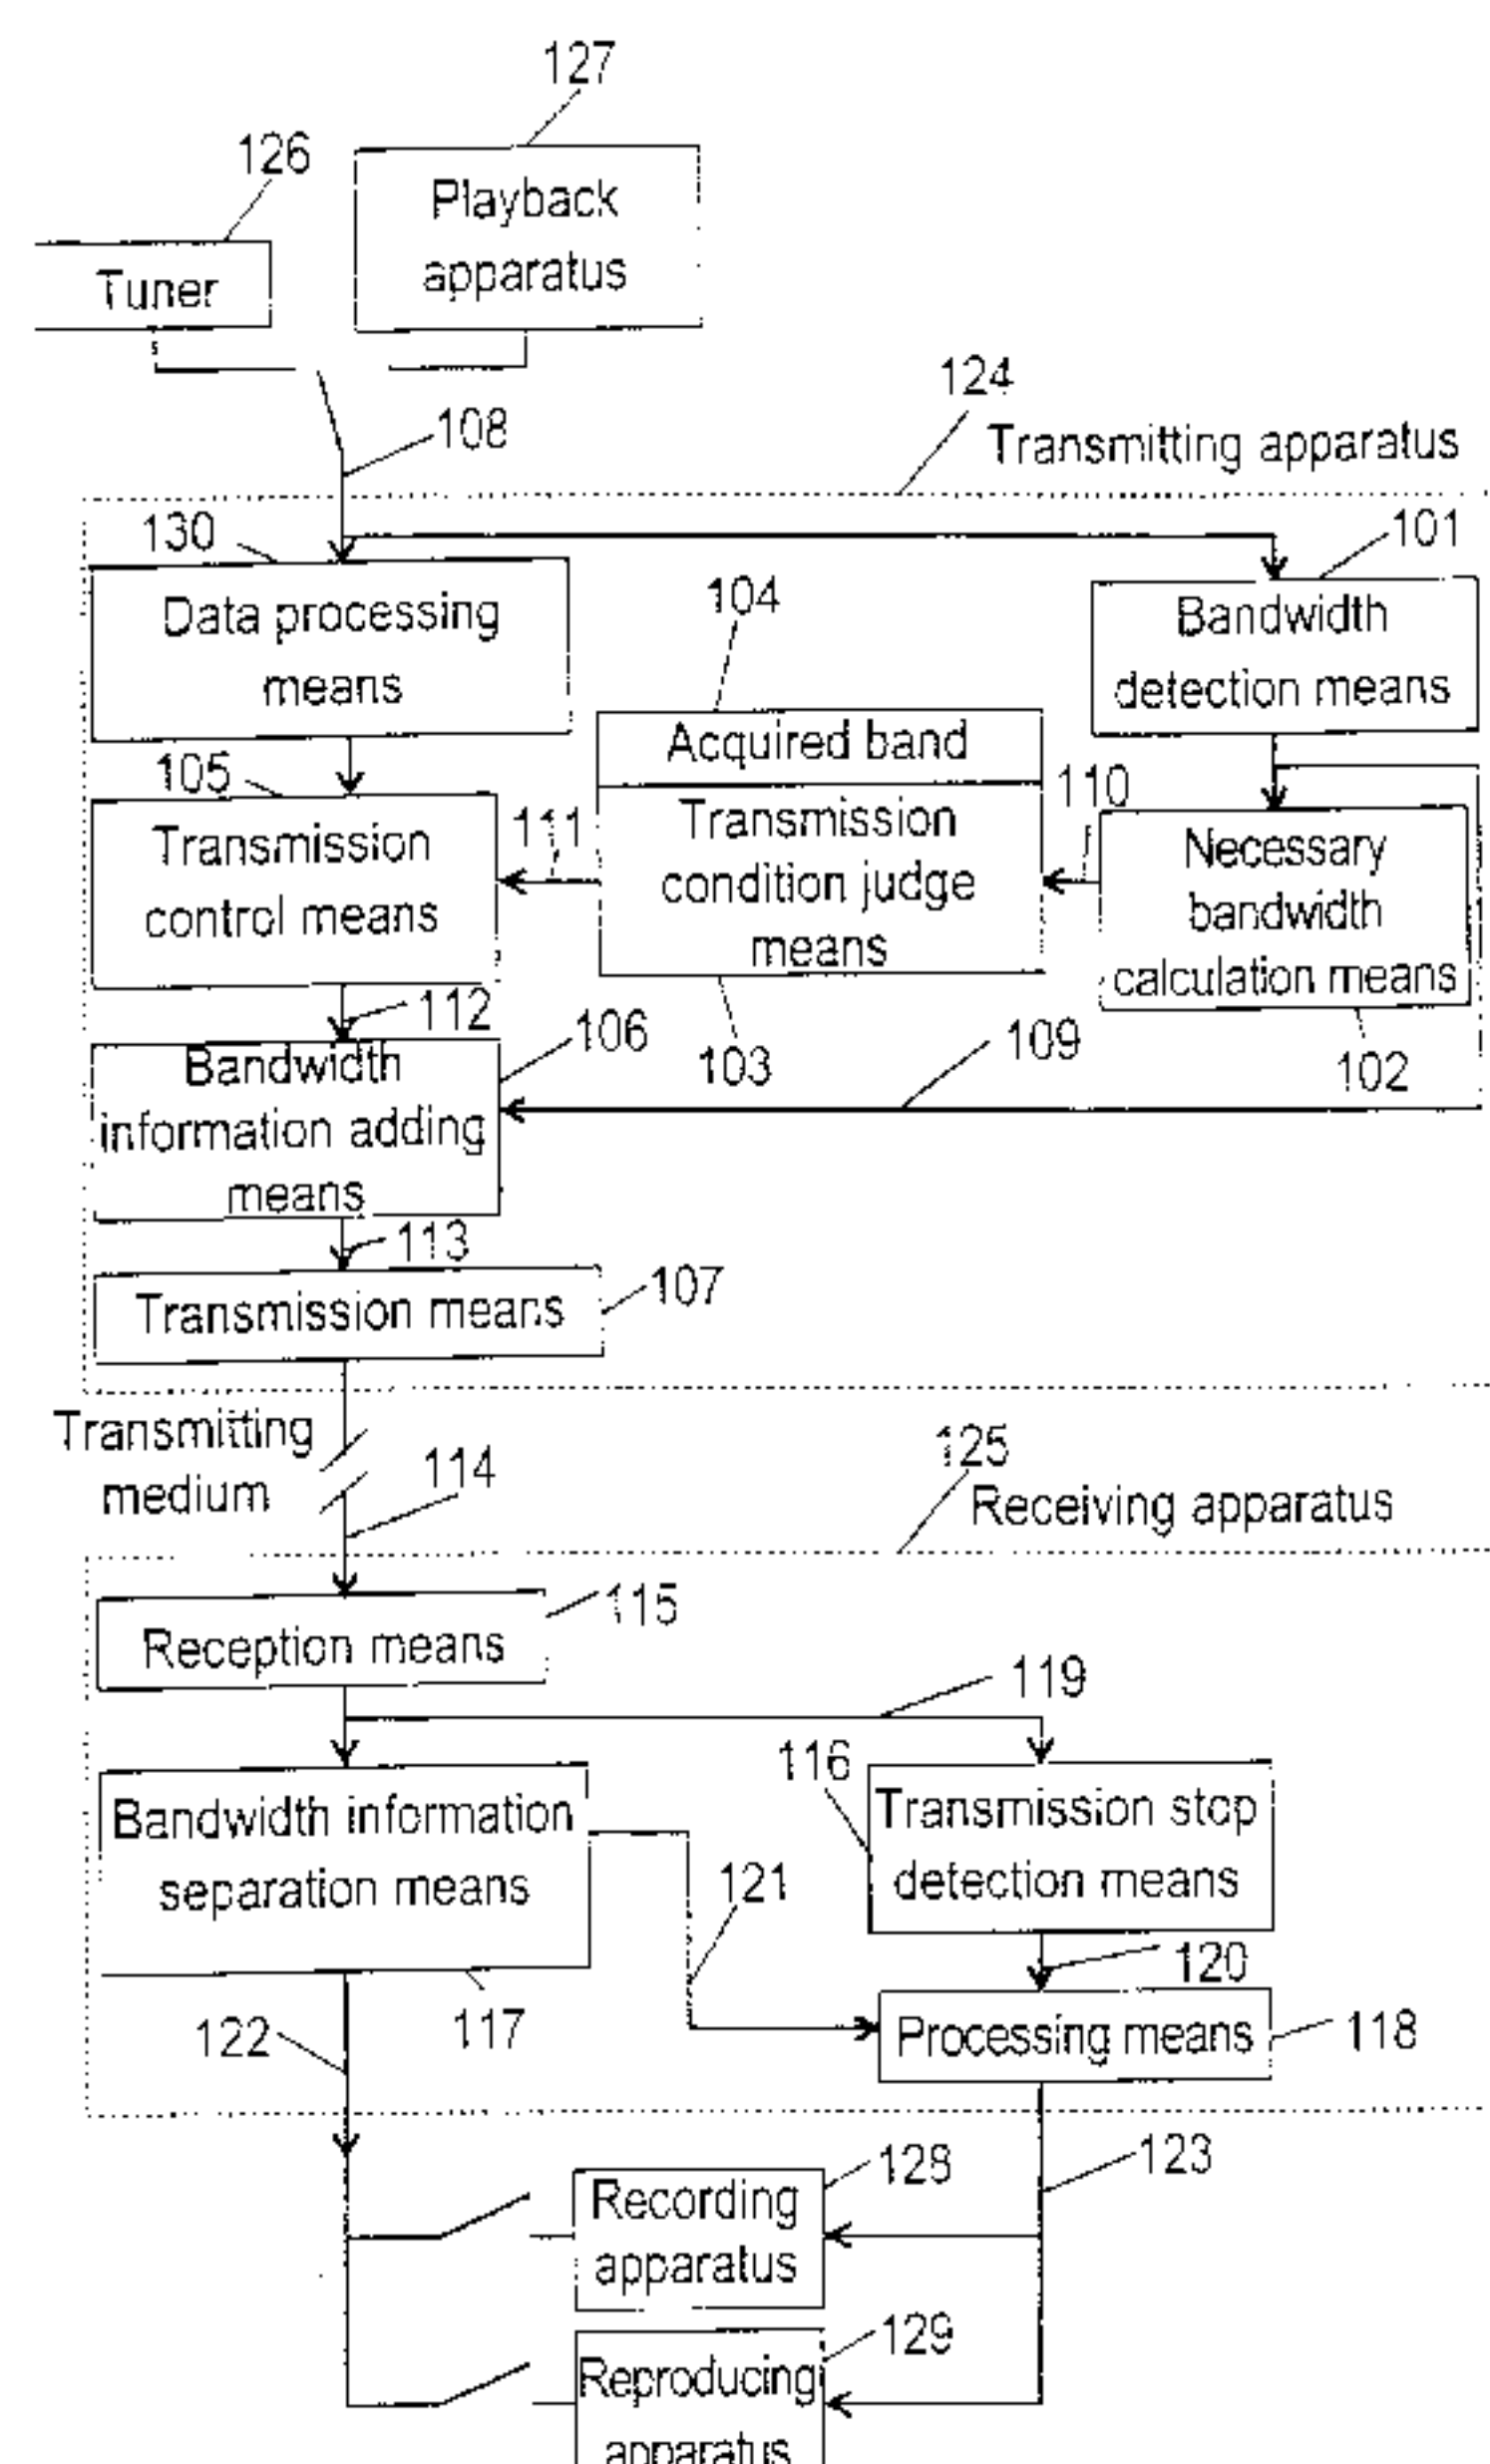 127
126
Playback
apparatus
Tuner
124
108
Transmitting apparatus
130
101
Data processing
means
104
Bandwidth
detection means
Acquired band
105
110
Transmission
control means
111
Transmission
condition judge
means
Necessary
bandwidth
calculation means
112
106
109
103
102
Bandwidth
information adding
means
113
107
Transmission means
Transmitting
medium
114
125
Receiving apparatus
115
Reception means
119
116
Bandwidth information
separation means
Transmission stop
detection means
121
120
117
122
Processing means
118
128
123
Recording
apparatus
129
Reproducing
apparatus